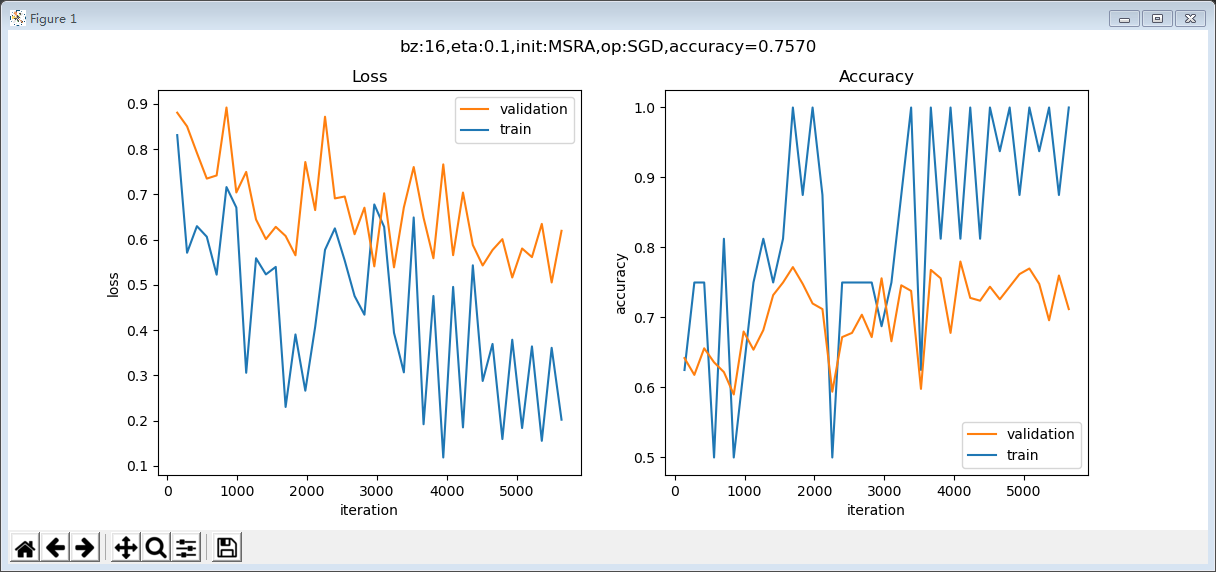 Figure 1
bz:16,eta:0.1,init:MSRA,op:SGD,accuracy=0.7570
Loss
0.9
0.8
0.7
0.6
0.5
0.4
0.3
0.2
0.1
loss
validation
train
0 1000 2000 3000 4000 5000
iteration
Accuracy
1.0
0.9
0.8
0.7
0.6
0.5
accuracy
validation
train
0 1000 2000 3000 4000 5000
iteration